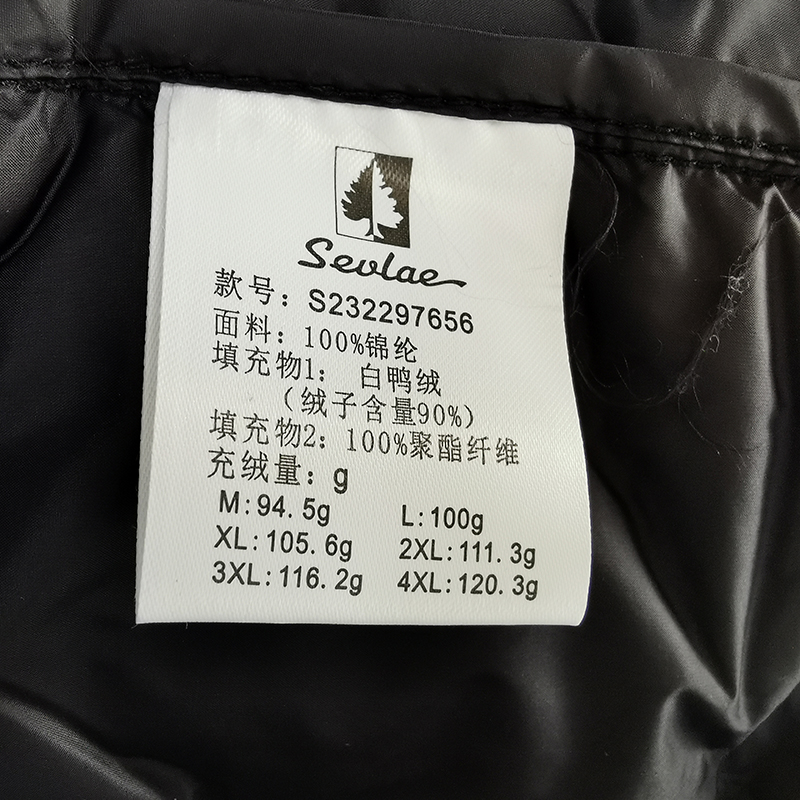 Sevlae
款号：S232297656
面料：100%锦纶
填充物1： 白鸭绒
（绒子含量90%）
填充物2：100%聚酯纤维
充绒量：g
M:94.5g L:100g
XL:105.6g 2XL:111.3g
3XL:116.2g 4XL:120.3g